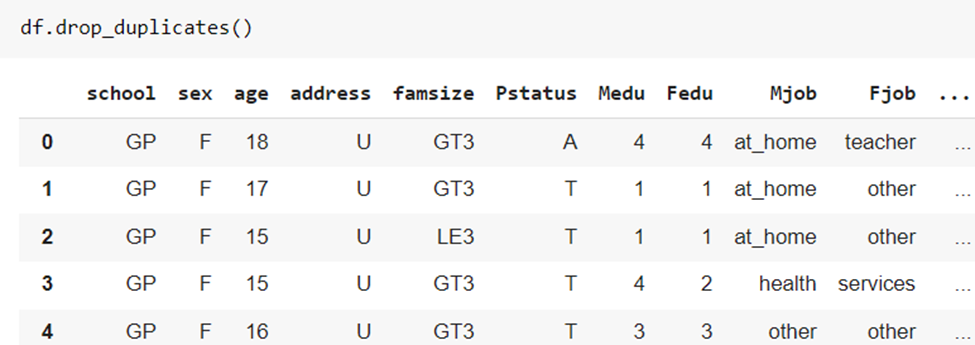 df.drop_duplicates()
school sex age address famsize Pstatus Medu Fedu Mjob Fjob ...
0 GP F 18 U GT3 A 4 4 at_home teacher ...
1 GP F 17 U GT3 T 1 1 at_home other ...
2 GP F 15 U LE3 T 1 1 at_home other ...
3 GP F 15 U GT3 T 4 2 health services ...
4 GP F 16 U GT3 T 3 3 other other ...